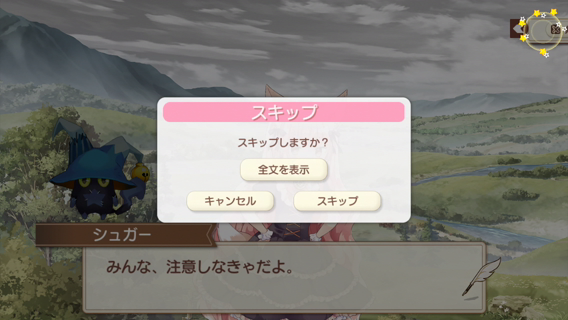 スキップ
スキップしますか？
全文を表示
キャンセル
スキップ
シュガー
みんな、注意しなきゃだよ。